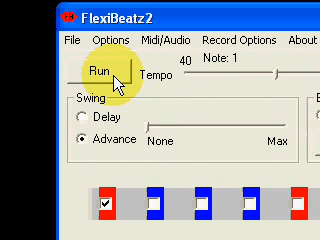 FlexiBeatz2
File Options Midi/Audio Record Options About
Run
Tempo 40 Note: 1
Swing
Delay
Advance
None Max